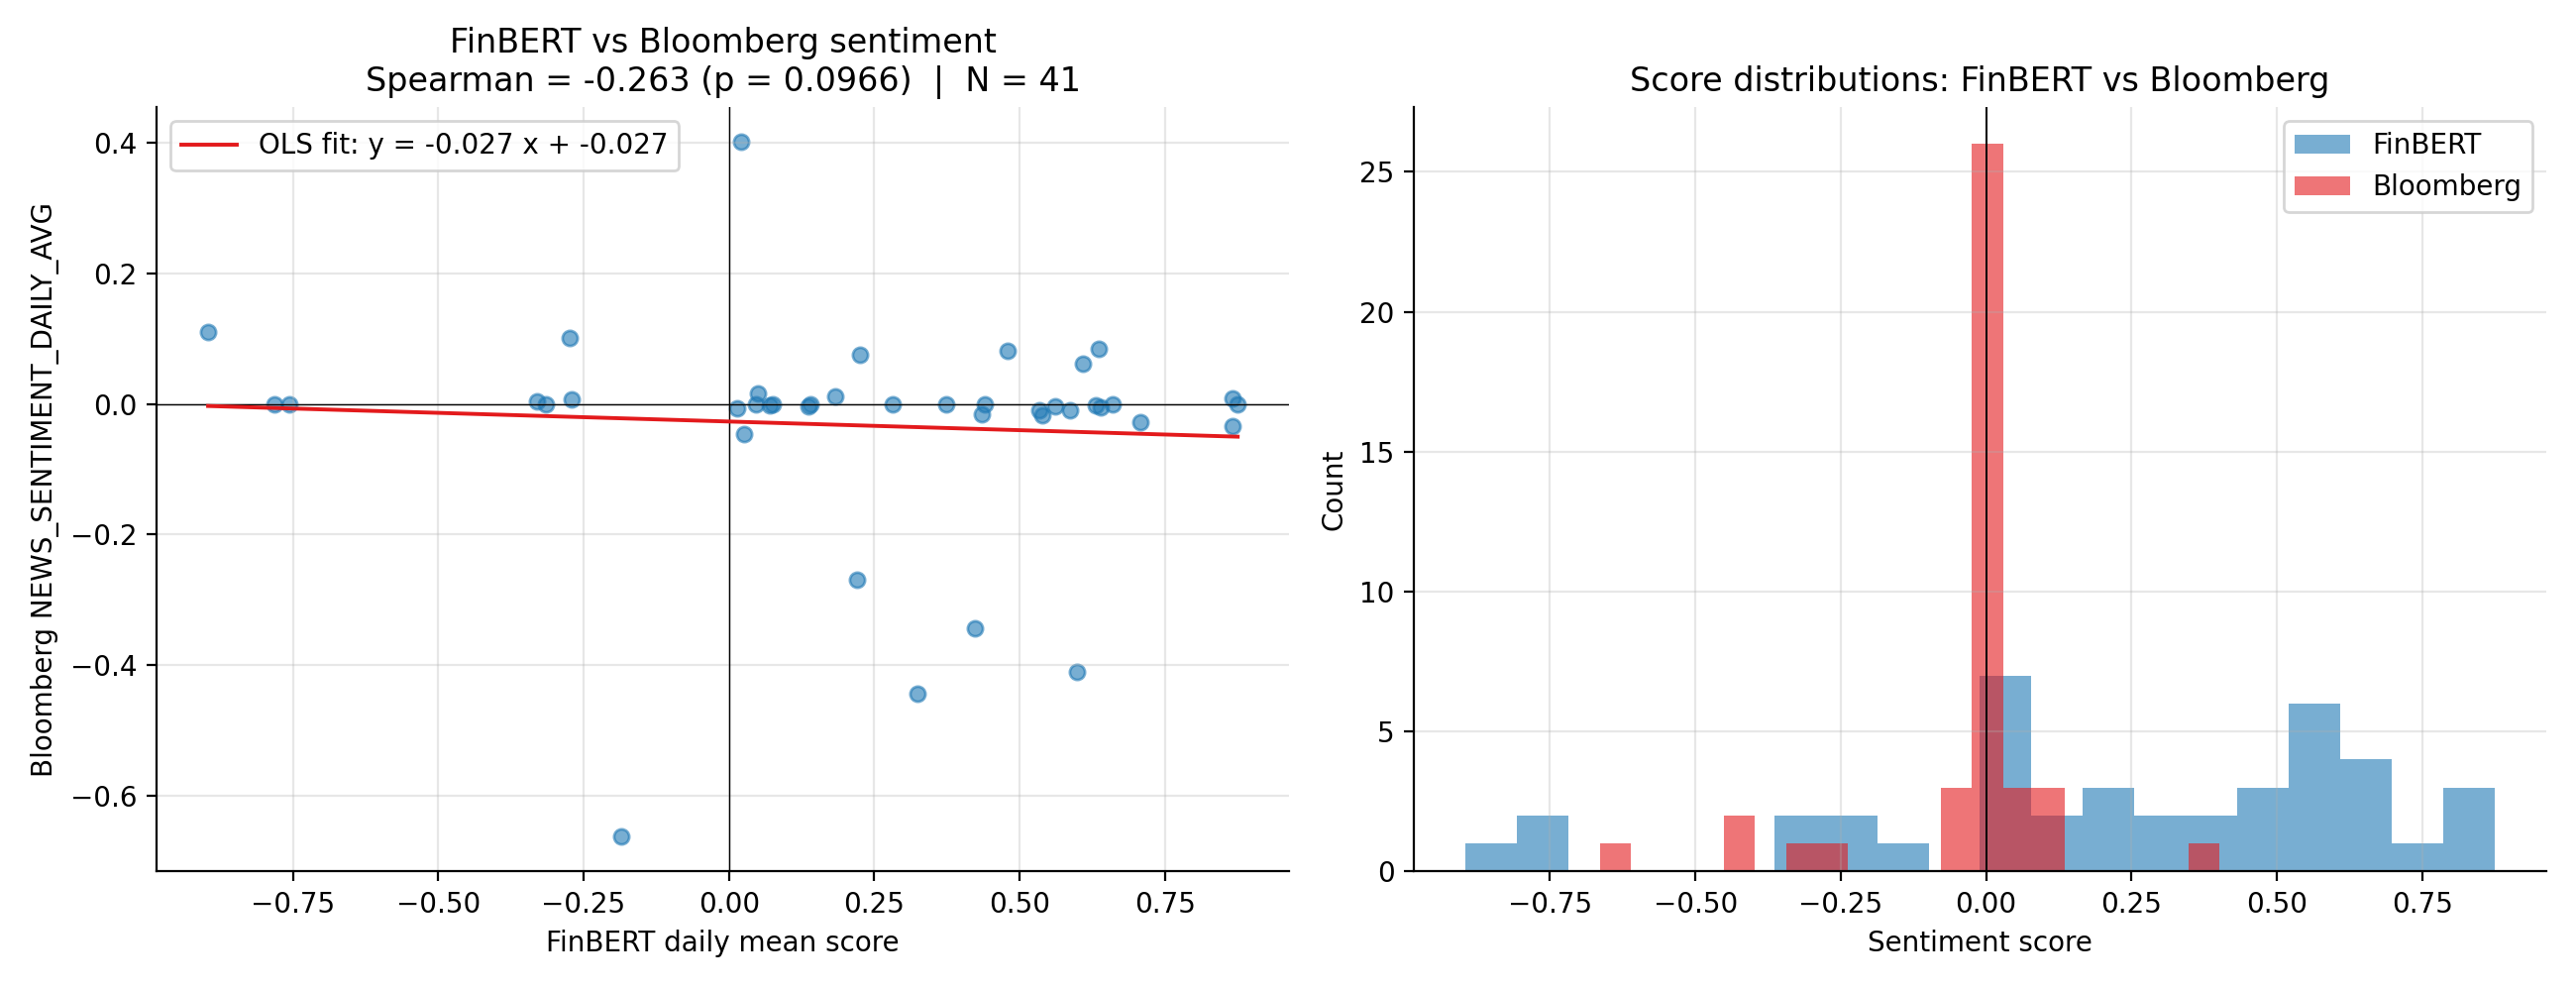 FinBERT vs Bloomberg sentiment
Spearman = -0.263 (p = 0.0966)  |  N = 41
OLS fit: y = -0.027 x + -0.027
Bloomberg NEWS_SENTIMENT_DAILY_AVG
0.4
0.2
0.0
−0.2
−0.4
−0.6
−0.75 −0.50 −0.25 0.00 0.25 0.50 0.75
FinBERT daily mean score
Score distributions: FinBERT vs Bloomberg
FinBERT
Bloomberg
Count
25
20
15
10
5
0
−0.75 −0.50 −0.25 0.00 0.25 0.50 0.75
Sentiment score